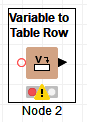 Variable to
Table Row
V
Node 2